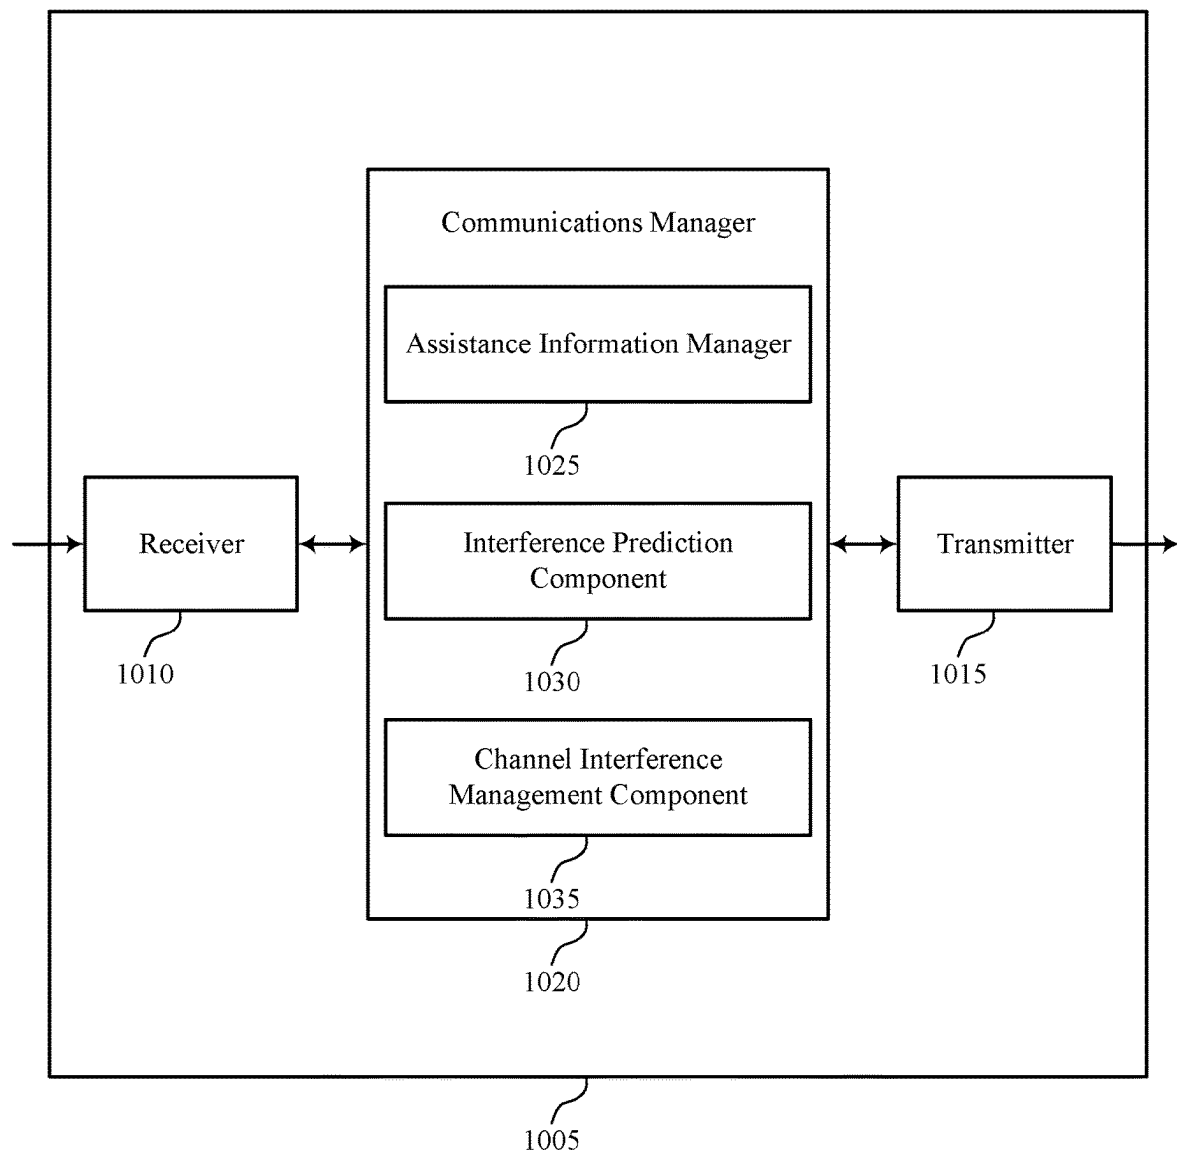 Communications Manager
Assistance Information Manager
1025
Receiver
1010
Interference Prediction
Component
1030
Transmitter
1015
Channel Interference
Management Component
1035
1020
1005